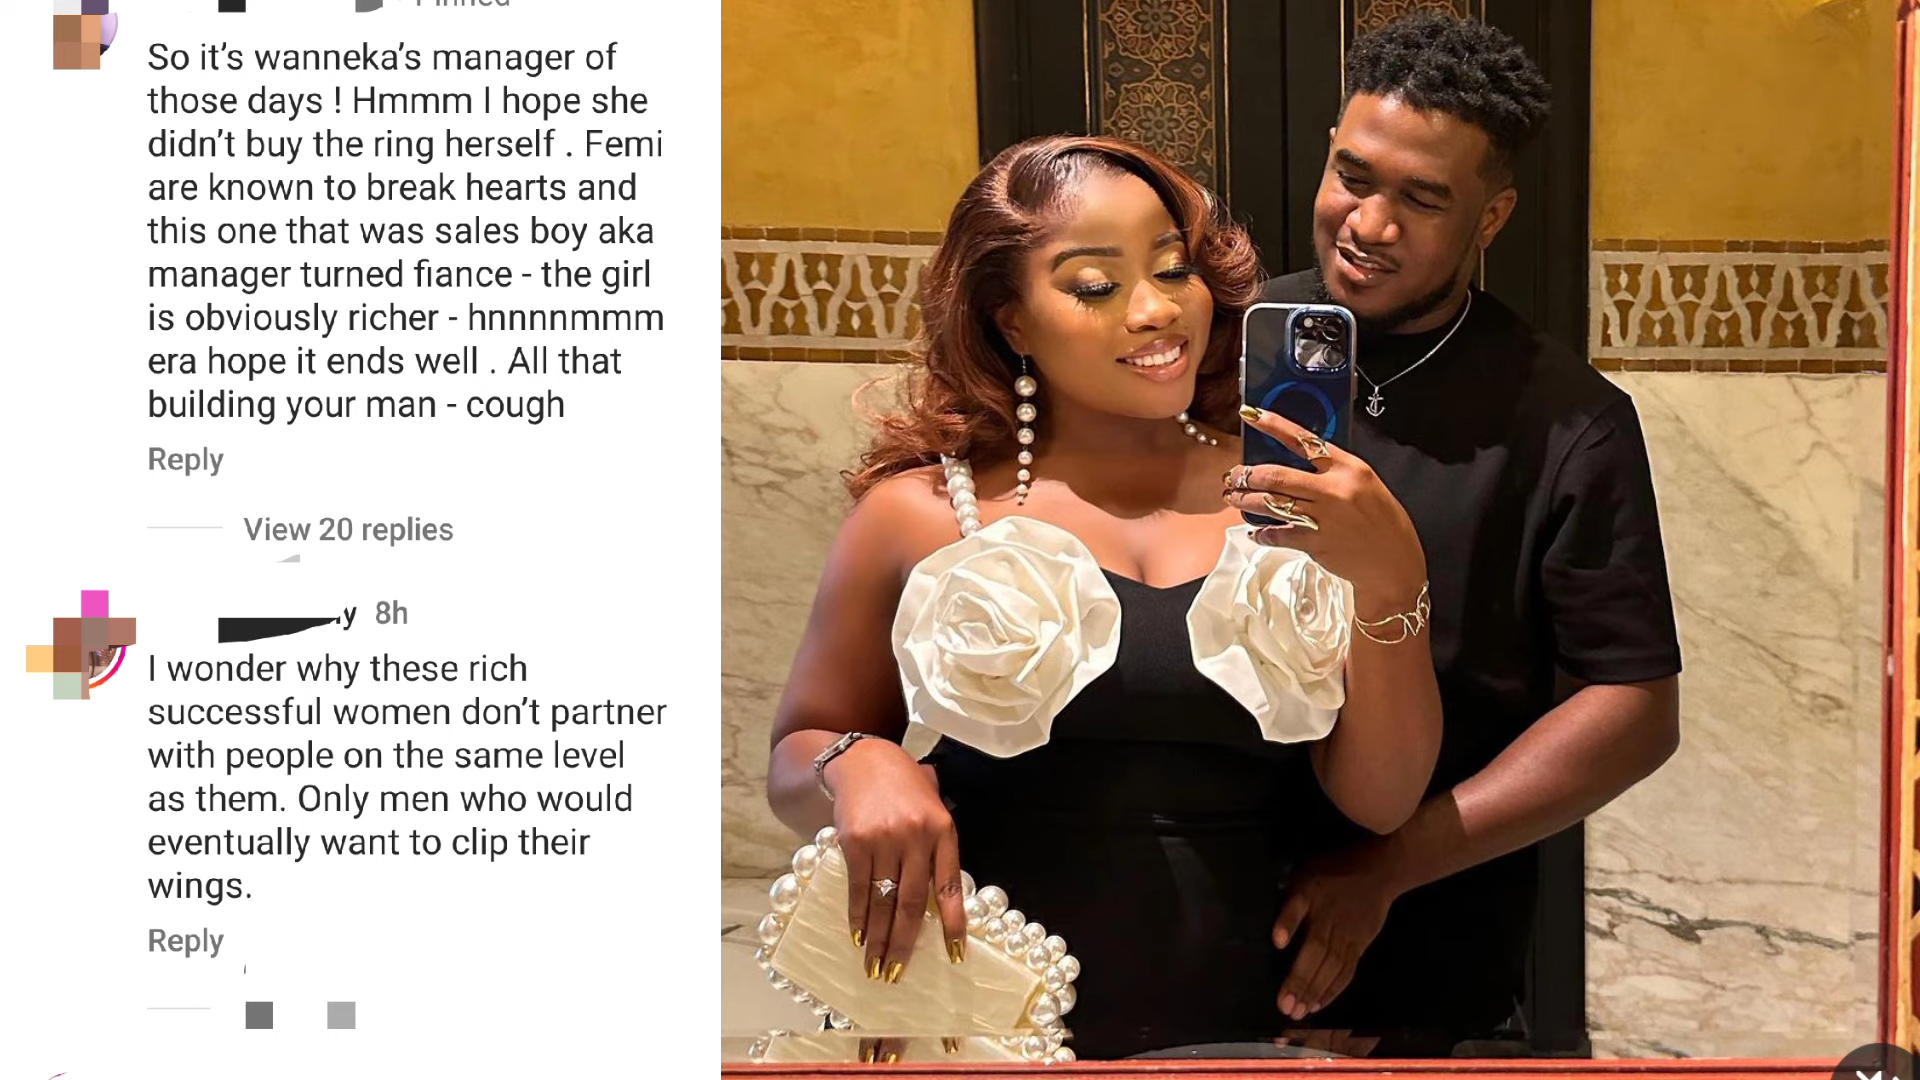 Pinned
So it's wanneka's manager of
those days ! Hmmm I hope she
didn't buy the ring herself . Femi
are known to break hearts and
this one that was sales boy aka
manager turned fiance - the girl
is obviously richer - hnnnnmmm
era hope it ends well . All that
building your man - cough
Reply
View 20 replies
y 8h
I wonder why these rich
successful women don't partner
with people on the same level
as them. Only men who would
eventually want to clip their
wings.
Reply